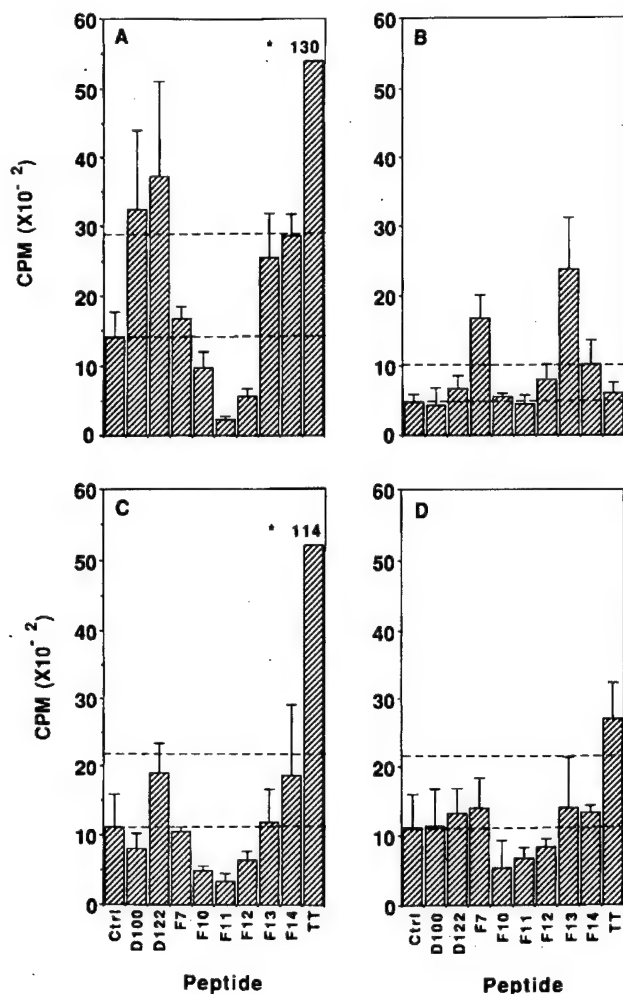 A
* 130
60
50
40
30
20
10
0
CPM (X10⁻²)
B
60
50
40
30
20
10
0
C
* 114
60
50
40
30
20
10
0
CPM (X10⁻²)
Ctrl
D100
D122
F7
F10
F11
F12
F13
F14
TT
Peptide
D
60
50
40
30
20
10
0
Ctrl
D100
D122
F7
F10
F11
F12
F13
F14
TT
Peptide